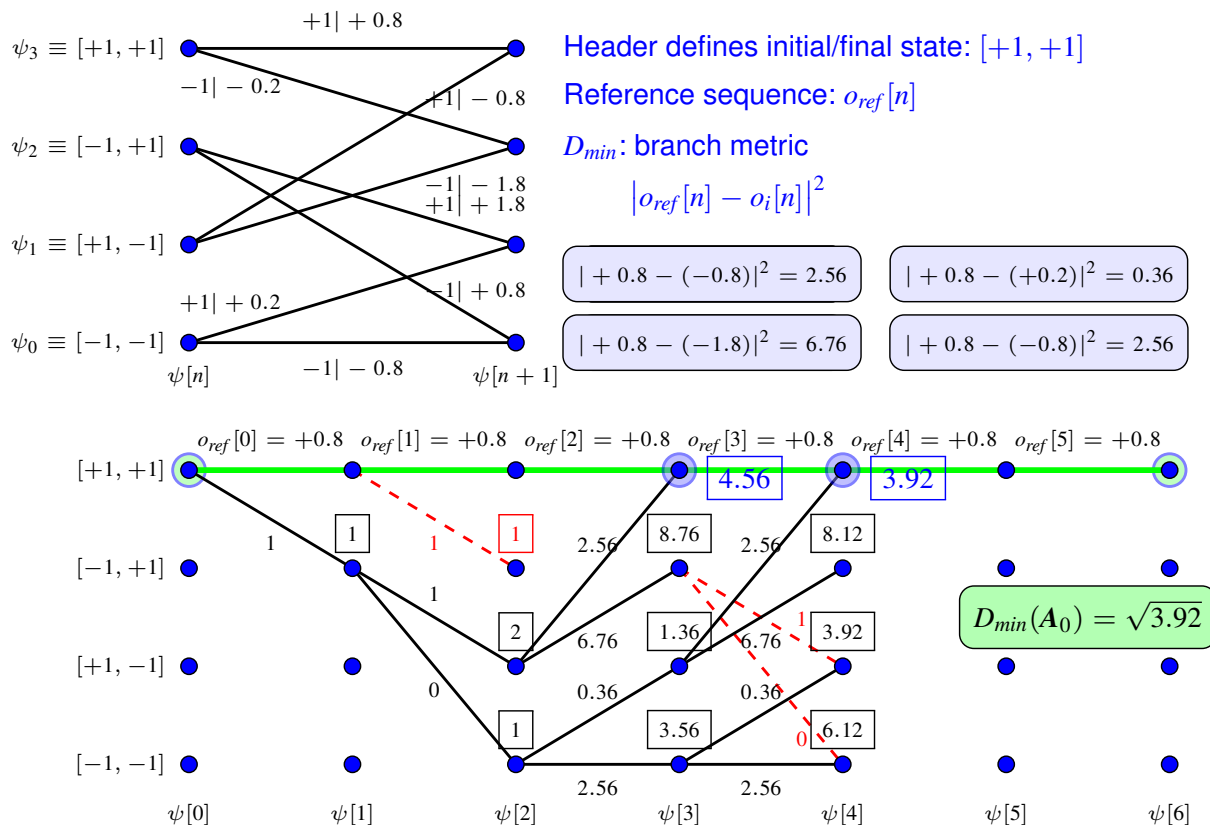 +1| + 0.8
ψ₃ ≡ [+1, +1]
−1| − 0.2
+1| − 0.8
ψ₂ ≡ [−1, +1]
−1| − 1.8
+1| + 1.8
ψ₁ ≡ [+1, −1]
+1| + 0.2
−1| + 0.8
ψ₀ ≡ [−1, −1]
−1| − 0.8
ψ[n] ψ[n + 1]
Header defines initial/final state: [+1, +1]
Reference sequence: o_ref[n]
D_min: branch metric
|o_ref[n] − o_i[n]|²
| + 0.8 − (−0.8)|² = 2.56 | + 0.8 − (+0.2)|² = 0.36
| + 0.8 − (−1.8)|² = 6.76 | + 0.8 − (−0.8)|² = 2.56
o_ref[0] = +0.8 o_ref[1] = +0.8 o_ref[2] = +0.8 o_ref[3] = +0.8 o_ref[4] = +0.8 o_ref[5] = +0.8
[+1, +1] 4.56 3.92
1 1 1 1 2.56 8.76 2.56 8.12
[−1, +1]
1 2 6.76 1.36 1 6.76 3.92
[+1, −1]
0 1 0.36 3.56 0.36 0 6.12
[−1, −1]
2.56 2.56
ψ[0] ψ[1] ψ[2] ψ[3] ψ[4] ψ[5] ψ[6]
D_min(A₀) = √3.92